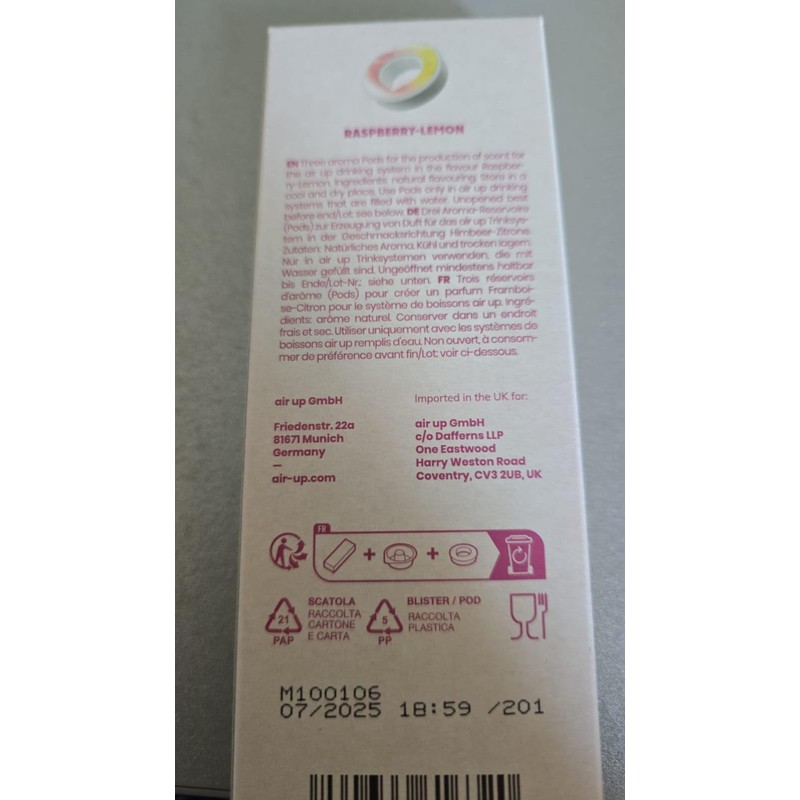 RASPBERRY-LEMON
EN Three aroma Pods for the production of scent for
the air up drinking system in the flavour Raspber-
ry-Lemon. Ingredients: natural flavouring. Store in a
cool and dry place. Use Pods only in air up drinking
systems that are filled with water. Unopened best
before end/Lot: see below. DE Drei Aroma-Reservoire
(Pods) zur Erzeugung von Duft für das air up Trinksys-
tem in der Geschmacksrichtung Himbeer-Zitrone.
Zutaten: Natürliches Aroma. Kühl und trocken lagern.
Nur in air up Trinksystemen verwenden, die mit
Wasser gefüllt sind. Ungeöffnet mindestens haltbar
bis Ende/Lot-Nr.: siehe unten. FR Trois réservoirs
d'arôme (Pods) pour créer un parfum Framboi-
se-Citron pour le système de boissons air up. Ingré-
dients: arôme naturel. Conserver dans un endroit
frais et sec. Utiliser uniquement avec les systèmes de
boissons air up remplis d'eau. Non ouvert, à consom-
mer de préférence avant fin/Lot: voir ci-dessous.
air up GmbH
Friedenstr. 22a
81671 Munich
Germany
—
air-up.com
Imported in the UK for:
air up GmbH
c/o Dafferns LLP
One Eastwood
Harry Weston Road
Coventry, CV3 2UB, UK
FR
+ +
21
PAP
SCATOLA
RACCOLTA
CARTONE
E CARTA
5
PP
BLISTER / POD
RACCOLTA
PLASTICA
M100106
07/2025 18:59 /201